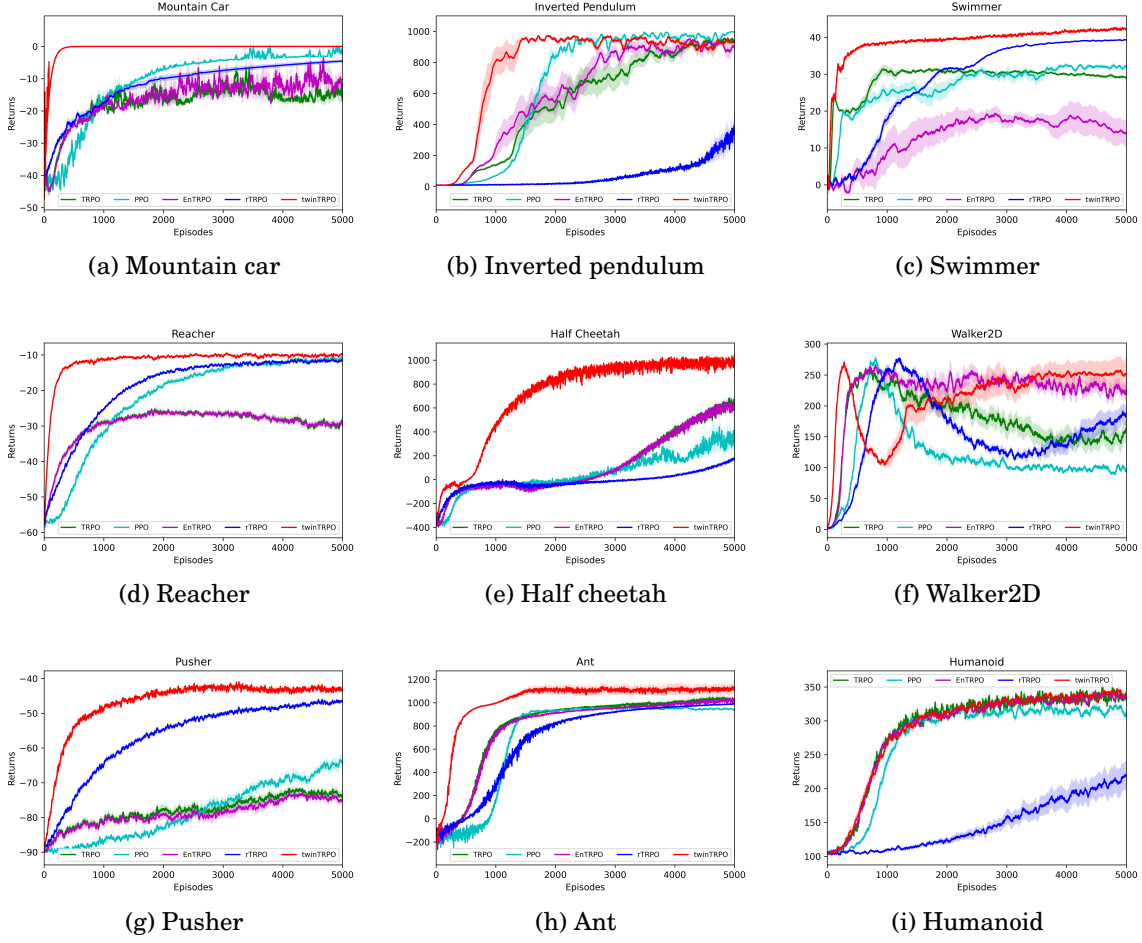 Mountain Car
Returns
0
−10
−20
−30
−40
−50
0 1000 2000 3000 4000 5000
Episodes
TRPO PPO EnTRPO rTRPO twinTRPO
(a) Mountain car
Inverted Pendulum
Returns
1000
800
600
400
200
0
0 1000 2000 3000 4000 5000
Episodes
TRPO PPO EnTRPO rTRPO twinTRPO
(b) Inverted pendulum
Swimmer
Returns
40
30
20
10
0
0 1000 2000 3000 4000 5000
Episodes
TRPO PPO EnTRPO rTRPO twinTRPO
(c) Swimmer
Reacher
Returns
−10
−20
−30
−40
−50
−60
0 1000 2000 3000 4000 5000
Episodes
TRPO PPO EnTRPO rTRPO twinTRPO
(d) Reacher
Half Cheetah
Returns
1000
800
600
400
200
0
−200
−400
0 1000 2000 3000 4000 5000
Episodes
TRPO PPO EnTRPO rTRPO twinTRPO
(e) Half cheetah
Walker2D
Returns
300
250
200
150
100
50
0
0 1000 2000 3000 4000 5000
Episodes
TRPO PPO EnTRPO rTRPO twinTRPO
(f) Walker2D
Pusher
Returns
−40
−50
−60
−70
−80
−90
0 1000 2000 3000 4000 5000
Episodes
TRPO PPO EnTRPO rTRPO twinTRPO
(g) Pusher
Ant
Returns
1200
1000
800
600
400
200
0
−200
0 1000 2000 3000 4000 5000
Episodes
TRPO PPO EnTRPO rTRPO twinTRPO
(h) Ant
Humanoid
TRPO PPO EnTRPO rTRPO twinTRPO
Returns
350
300
250
200
150
100
0 1000 2000 3000 4000 5000
Episodes
(i) Humanoid